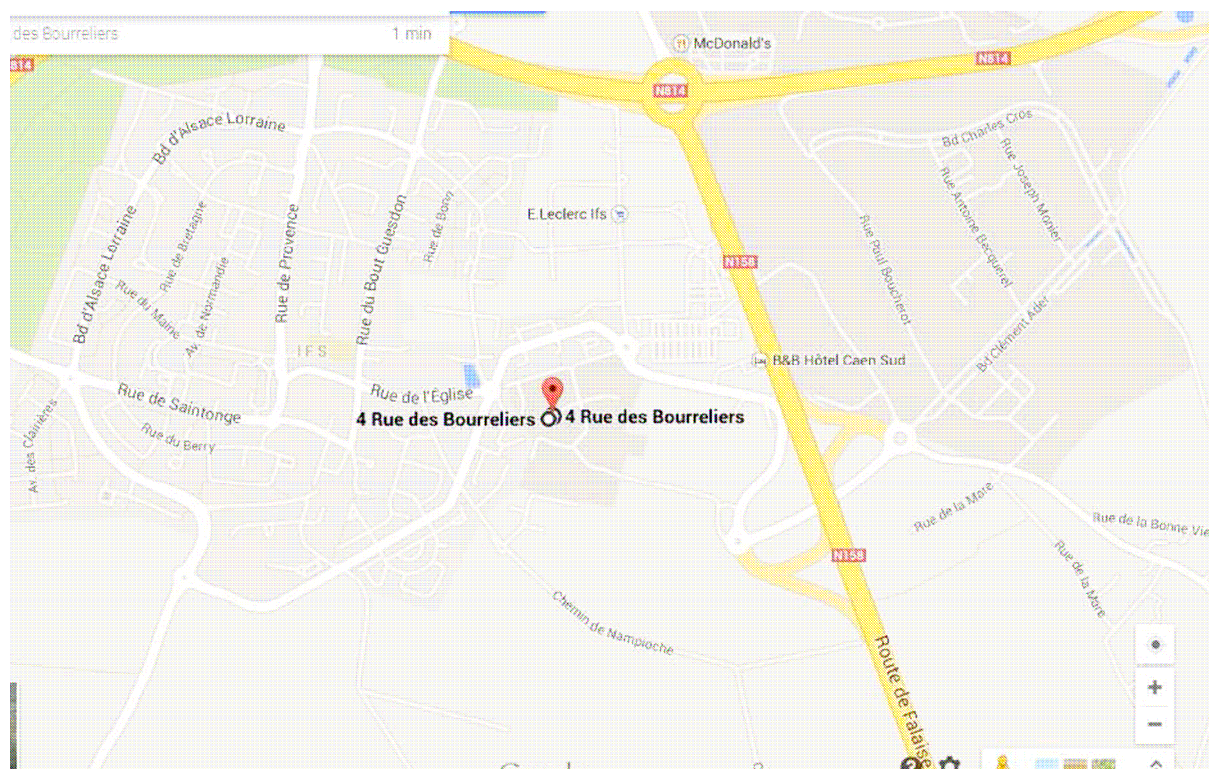 des Bourreliers 1 min
McDonald's
N814
N814
N814
Bd d'Alsace Lorraine
Bd Charles Cros
Rue Joseph Monier
Rue Antoine Becquerel
Rue de Bretagne
Bd d'Alsace Lorraine
Rue de Provence
Rue du Bout Guesdon
Rue de Bonn
E.Leclerc Ifs
N158
Rue Paul Boucherot
Rue du Maine
Av. de Normandie
IFS
Bd Clément Ader
B&B Hôtel Caen Sud
Rue de Saintonge
Rue de l'Église
4 Rue des Bourreliers
4 Rue des Bourreliers
Av. des Clairières
Rue du Berry
Rue de la Mare
Rue de la Bonne Vie
N158
Rue de la Mare
Chemin de Nampioche
Route de Falaise